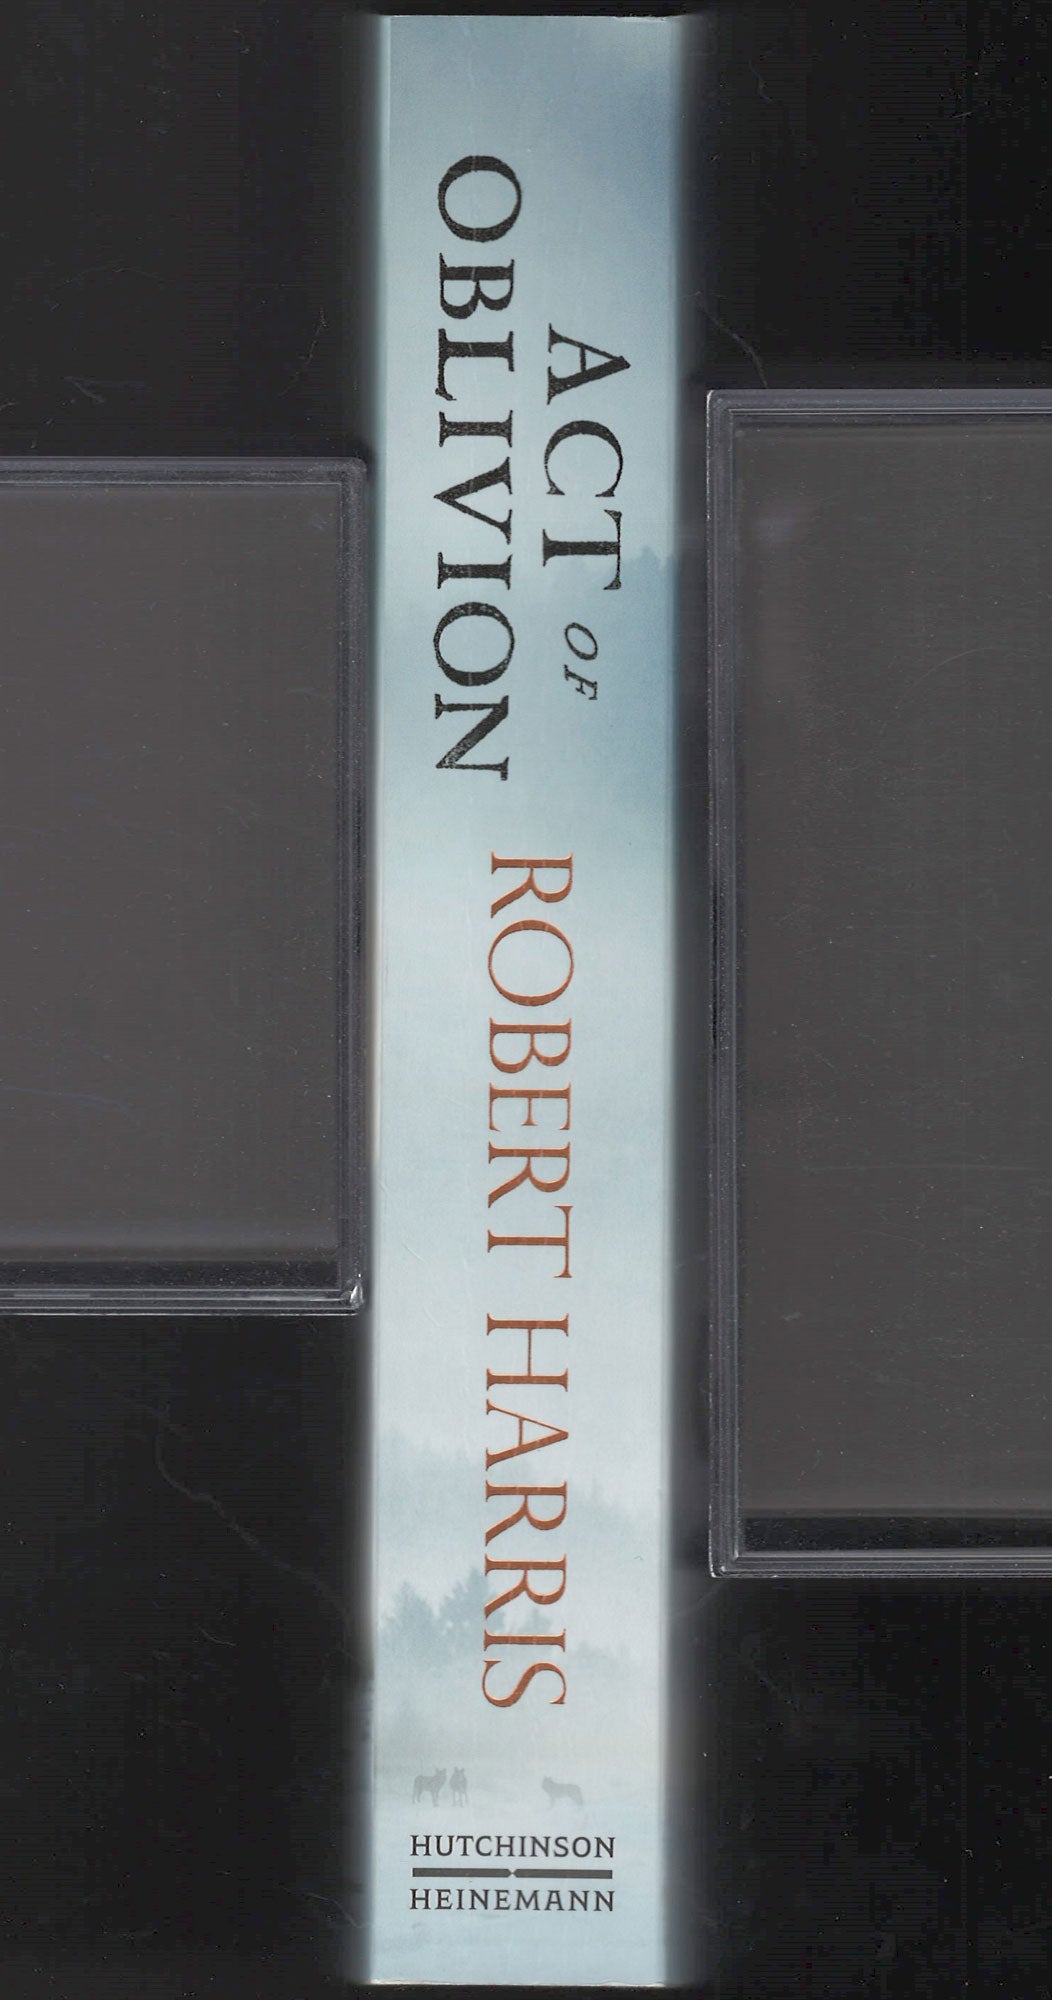 ACT OF
OBLIVION
ROBERT HARRIS
HUTCHINSON
HEINEMANN